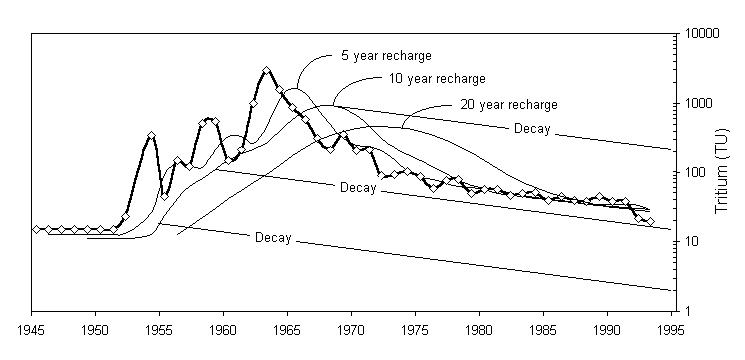 10000
5 year recharge
10 year recharge
1000
20 year recharge
Decay
Tritium (TU)
100
Decay
10
Decay
1
1945 1950 1955 1960 1965 1970 1975 1980 1985 1990 1995